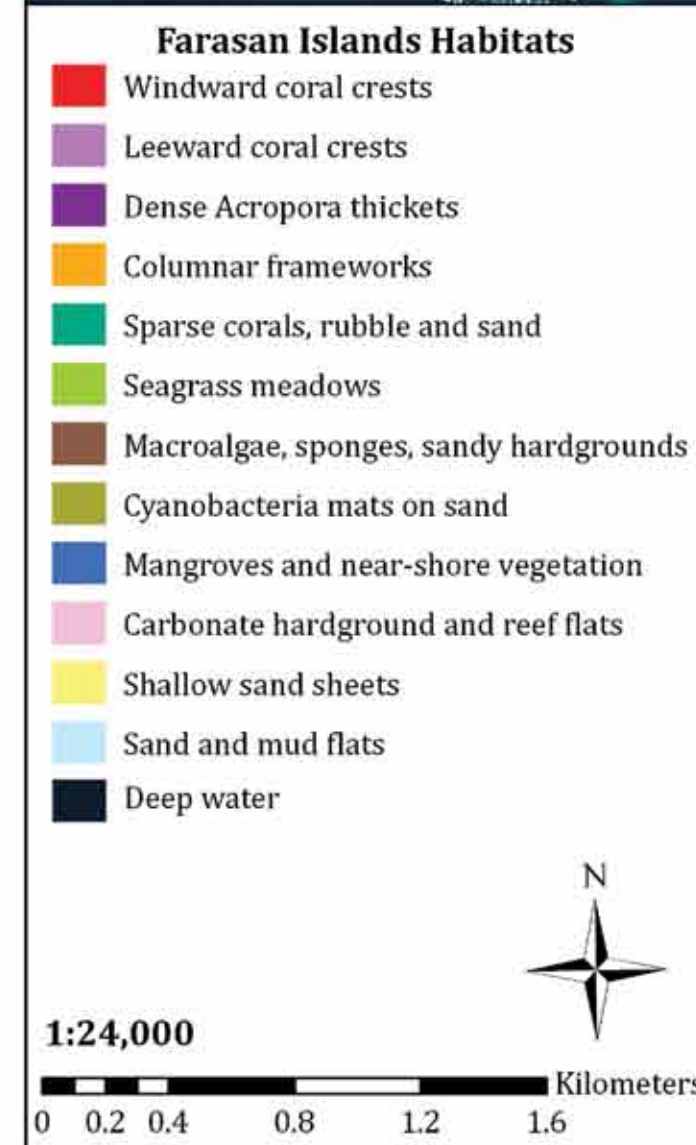 Farasan Islands Habitats
Windward coral crests
Leeward coral crests
Dense Acropora thickets
Columnar frameworks
Sparse corals, rubble and sand
Seagrass meadows
Macroalgae, sponges, sandy hardgrounds
Cyanobacteria mats on sand
Mangroves and near-shore vegetation
Carbonate hardground and reef flats
Shallow sand sheets
Sand and mud flats
Deep water
N
1:24,000
Kilometers
0 0.2 0.4 0.8 1.2 1.6